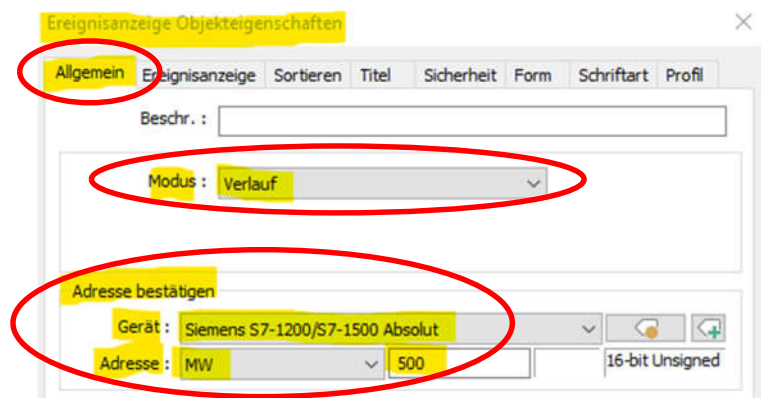 Ereignisanzeige Objekteigenschaften
Allgemein Ereignisanzeige Sortieren Titel Sicherheit Form Schriftart Profil
Beschr. :
Modus : Verlauf
Adresse bestätigen
Gerät : Siemens S7-1200/S7-1500 Absolut
Adresse : MW 500 16-bit Unsigned